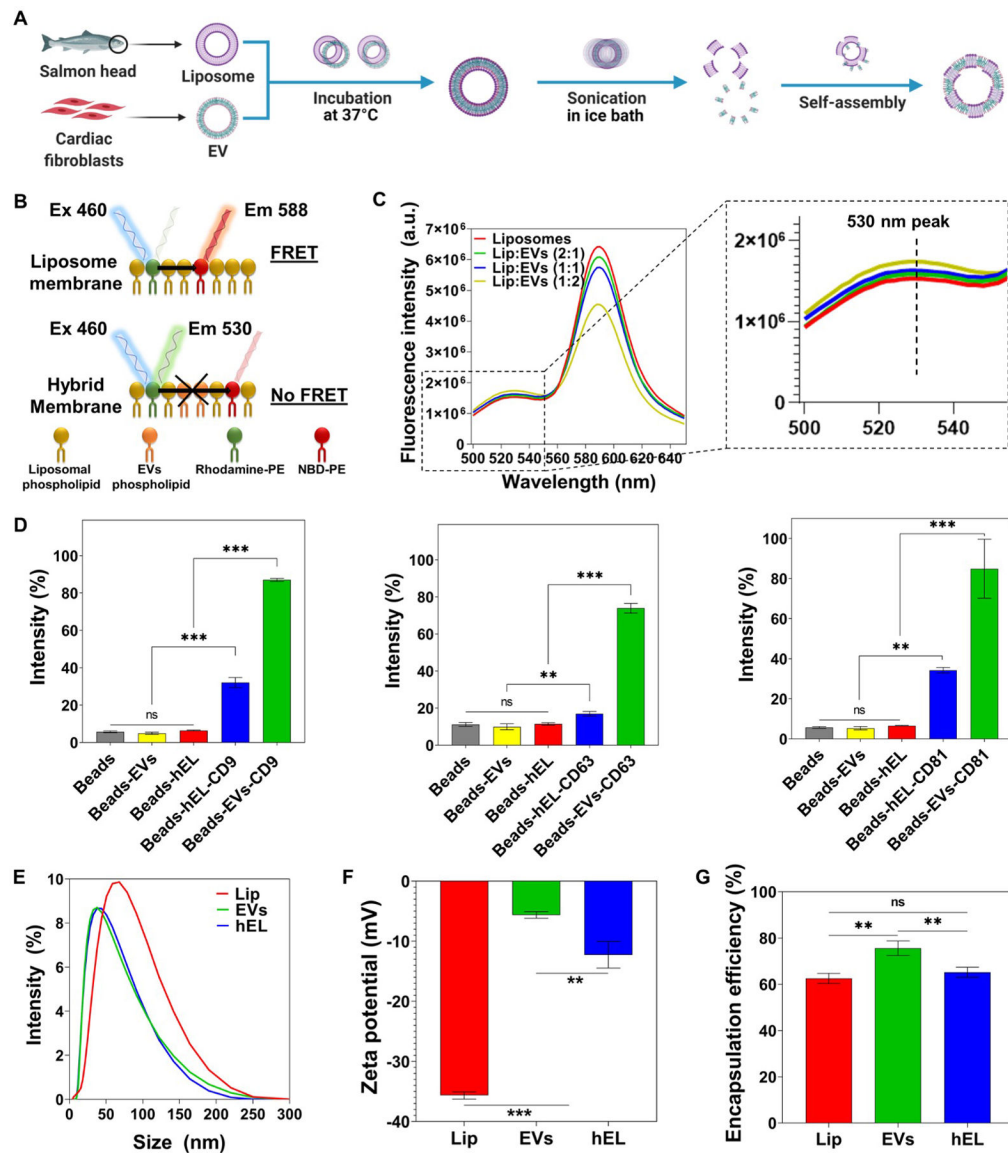 A
Salmon head
Liposome
Cardiac
fibroblasts
EV
Incubation
at 37°C
Sonication
in ice bath
Self-assembly
B
Ex 460
Em 588
Liposome
membrane
FRET
Ex 460
Em 530
Hybrid
Membrane
No FRET
Liposomal
phospholipid
EVs
phospholipid
Rhodamine-PE
NBD-PE
C
Fluorescence intensity (a.u.)
7×10⁶
6×10⁶
5×10⁶
4×10⁶
3×10⁶
2×10⁶
1×10⁶
0
Liposomes
Lip:EVs (2:1)
Lip:EVs (1:1)
Lip:EVs (1:2)
500 520 540 560 580 600 620 640
Wavelength (nm)
530 nm peak
2×10⁶
1×10⁶
0
500 520 540
D
Intensity (%)
100
80
60
40
20
0
ns
***
***
Beads
Beads-EVs
Beads-hEL
Beads-hEL-CD9
Beads-EVs-CD9
Intensity (%)
100
80
60
40
20
0
ns
**
***
Beads
Beads-EVs
Beads-hEL
Beads-hEL-CD63
Beads-EVs-CD63
Intensity (%)
100
80
60
40
20
0
ns
**
***
Beads
Beads-EVs
Beads-hEL
Beads-hEL-CD81
Beads-EVs-CD81
E
Intensity (%)
10
8
6
4
2
0
Lip
EVs
hEL
0 50 100 150 200 250 300
Size (nm)
F
Zeta potential (mV)
0
-10
-20
-30
-40
**
***
Lip EVs hEL
G
Encapsulation efficiency (%)
100
80
60
40
20
0
ns
** **
Lip EVs hEL